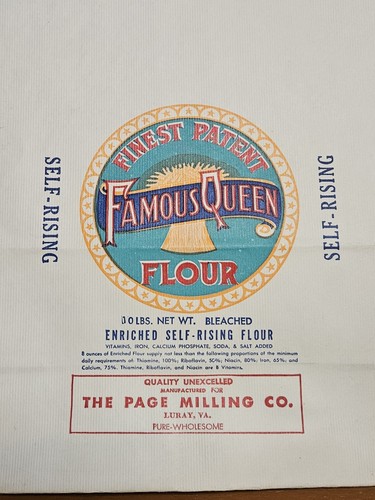 FINEST PATENT
FAMOUS QUEEN
FLOUR
SELF-RISING
SELF-RISING
10 LBS. NET WT. BLEACHED
ENRICHED SELF-RISING FLOUR
VITAMINS, IRON, CALCIUM PHOSPHATE, SODA, & SALT ADDED
8 ounces of Enriched Flour supply not less than the following proportions of the minimum
daily requirements of: Thiamine, 100%; Riboflavin, 50%; Niacin, 80%; Iron, 65%; and
Calcium, 75%. Thiamine, Riboflavin, and Niacin are B Vitamins.
QUALITY UNEXCELLED
MANUFACTURED FOR
THE PAGE MILLING CO.
LURAY, VA.
PURE-WHOLESOME